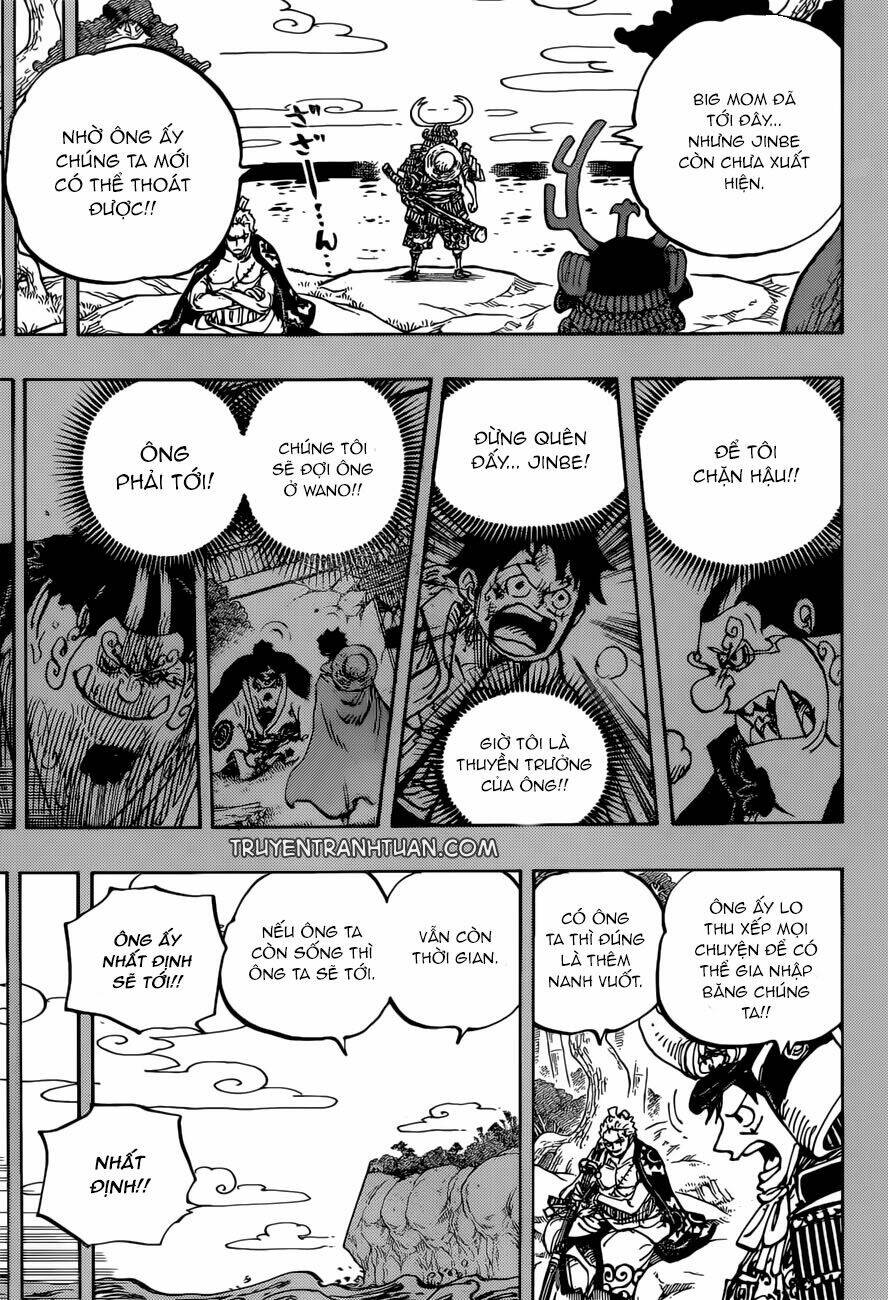 BIG MOM ĐÃ
TỚI ĐÂY...
NHƯNG JINBE
CÒN CHƯA XUẤT
HIỆN.
NHỜ ÔNG ẤY
CHÚNG TA MỚI
CÓ THỂ THOÁT
ĐƯỢC!!
ざざーん
ĐỂ TÔI
CHẶN HẬU!!
ĐỪNG QUÊN
ĐẤY... JINBE!
GIỜ TÔI LÀ
THUYỀN TRƯỞNG
CỦA ÔNG!!
CHÚNG TÔI
SẼ ĐỢI ÔNG
Ở WANO!!
ÔNG
PHẢI TỚI!
TRUYENTRANHTUAN.COM
ÔNG ẤY LO
THU XẾP MỌI
CHUYỆN ĐỂ CÓ
THỂ GIA NHẬP
BĂNG CHÚNG
TA!!
CÓ ÔNG
TA THÌ ĐÚNG
LÀ THÊM
NANH VUỐT.
VẪN CÒN
THỜI GIAN.
NẾU ÔNG TA
CÒN SỐNG THÌ
ÔNG TA SẼ TỚI.
ÔNG ẤY
NHẤT ĐỊNH
SẼ TỚI!!
NHẤT
ĐỊNH!!